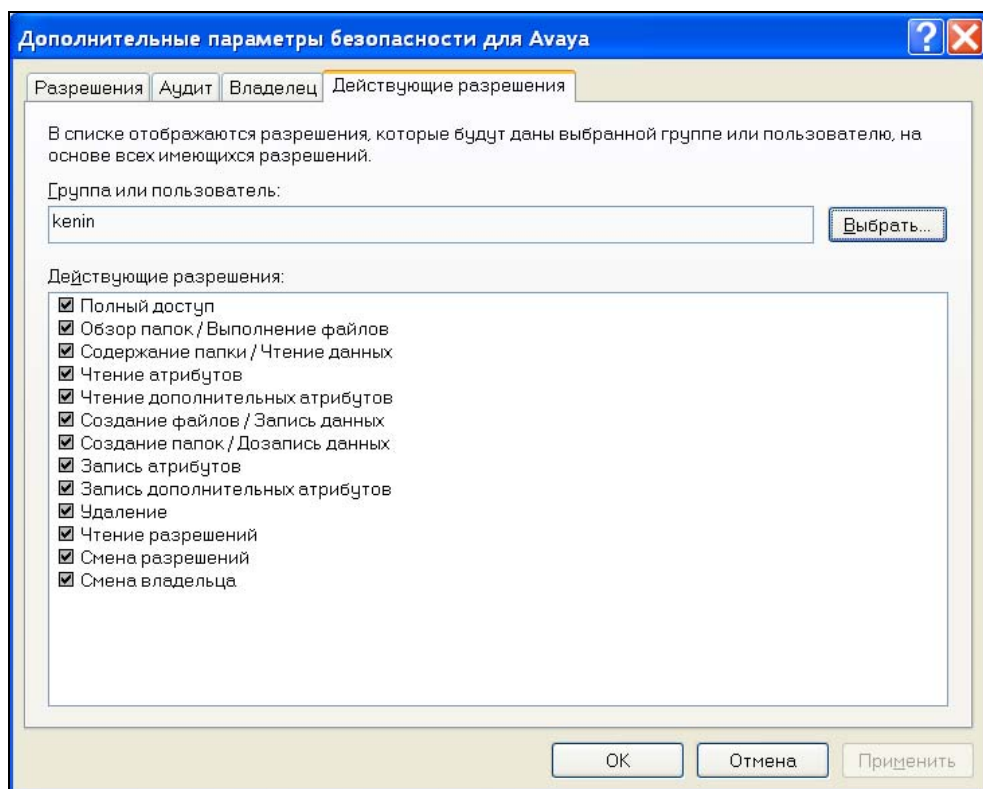 Дополнительные параметры безопасности для Avaya
Разрешения Аудит Владелец Действующие разрешения
В списке отображаются разрешения, которые будут даны выбранной группе или пользователю, на
основе всех имеющихся разрешений.
Группа или пользователь:
kenin Выбрать...
Действующие разрешения:
Полный доступ
Обзор папок / Выполнение файлов
Содержание папки / Чтение данных
Чтение атрибутов
Чтение дополнительных атрибутов
Создание файлов / Запись данных
Создание папок / Дозапись данных
Запись атрибутов
Запись дополнительных атрибутов
Удаление
Чтение разрешений
Смена разрешений
Смена владельца
OK Отмена Применить